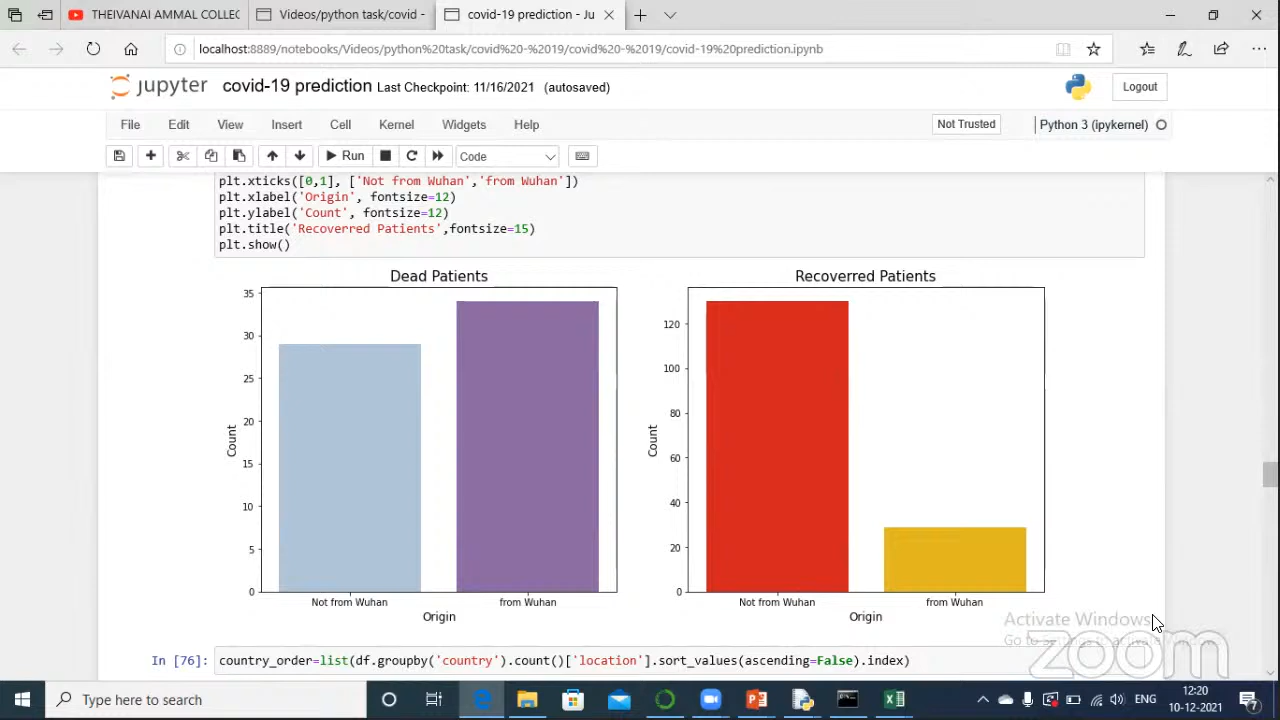 THEIVANAI AMMAL COLLEC
Videos/python task/covid -
covid-19 prediction - Ju
localhost:8889/notebooks/Videos/python%20task/covid%20-%2019/covid%20-%2019/covid-19%20prediction.ipynb
jupyter covid-19 prediction Last Checkpoint: 11/16/2021 (autosaved)
Logout
File Edit View Insert Cell Kernel Widgets Help
Not Trusted
Python 3 (ipykernel)
Run
Code
plt.xticks([0,1], ['Not from Wuhan','from Wuhan'])
plt.xlabel('Origin', fontsize=12)
plt.ylabel('Count', fontsize=12)
plt.title('Recoverred Patients',fontsize=15)
plt.show()
Dead Patients
35
30
25
20
15
10
5
0
Count
Not from Wuhan
from Wuhan
Origin
Recoverred Patients
120
100
80
60
40
20
0
Count
Not from Wuhan
from Wuhan
Origin
Activate Windows
zoom
In [76]: country_order=list(df.groupby('country').count()['location'].sort_values(ascending=False).index)
Type here to search
ENG
12:20
10-12-2021
7